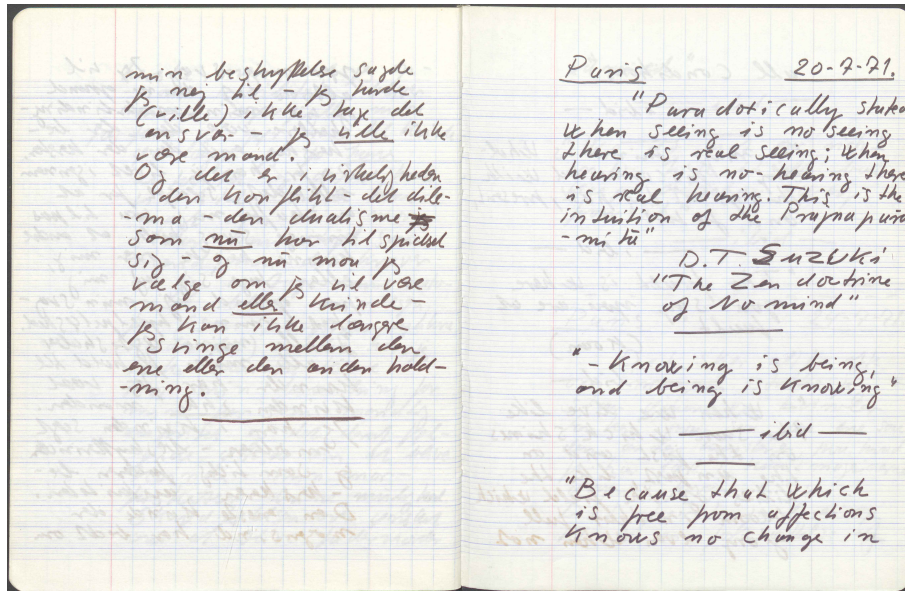 min beskyttelse sagde
jeg nej til – jeg turde
(ville) ikke tage det
ansvar – jeg ville ikke
være mand.
Og det er i virkeligheden
den konflikt – det dile-
-ma – den dualisme
som nu har tilspidset
sig – og nu maa jeg
vælge om jeg vil være
mand eller kvinde –
jeg kan ikke længere
svinge mellem den
ene eller den anden hold-
-ning.
Paris 20-7-71.
"Paradoxically stated
when seeing is no seeing
there is real seeing; when
hearing is no-hearing there
is real hearing. This is the
intuition of the Prajnapara
-mitā"
D.T. SUZUKI
"The Zen doctrine
of No mind"
"– Knowing is being,
and being is Knowing"
— ibid —
"Because that which
is free from affections
Knows no change in